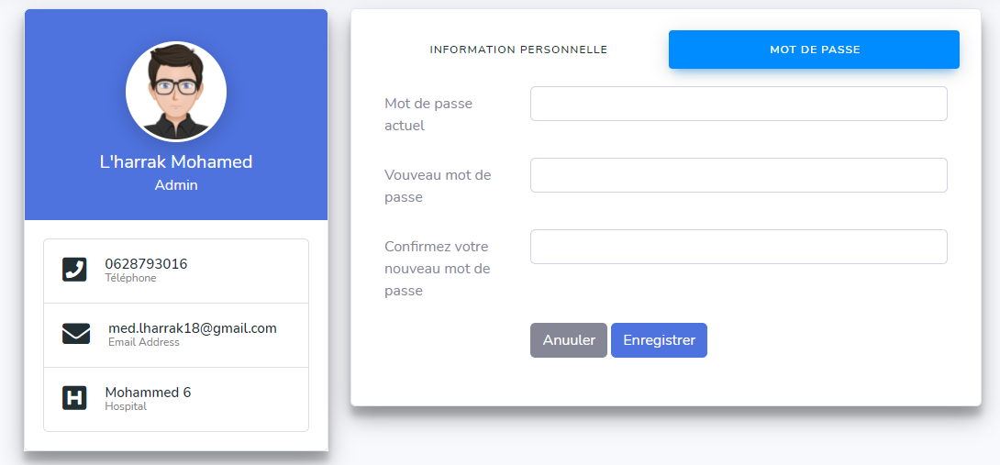 L'harrak Mohamed
Admin
0628793016
Téléphone
med.lharrak18@gmail.com
Email Address
Mohammed 6
Hospital
INFORMATION PERSONNELLE
MOT DE PASSE
Mot de passe
actuel
Vouveau mot de
passe
Confirmez votre
nouveau mot de
passe
Anuuler
Enregistrer